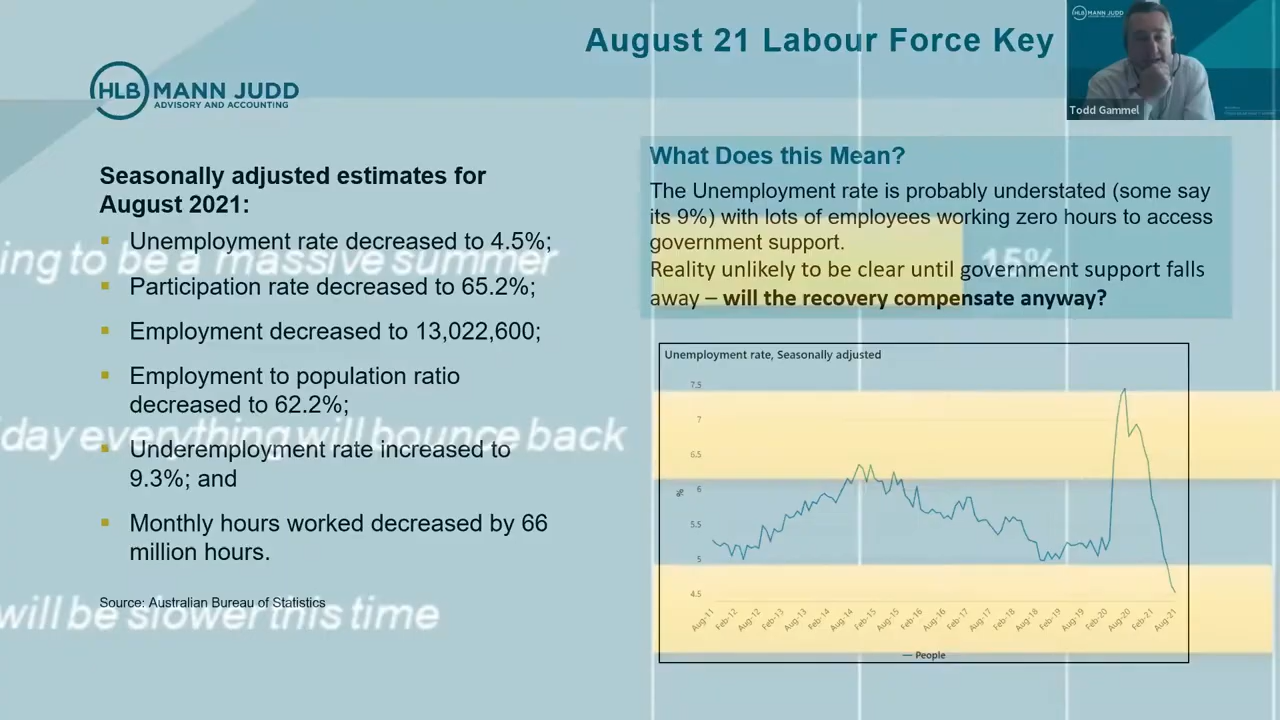 August 21 Labour Force Key
HLB MANN JUDD
ADVISORY AND ACCOUNTING
MANN JUDD
Todd Gammel
Seasonally adjusted estimates for
August 2021:
Unemployment rate decreased to 4.5%;
Participation rate decreased to 65.2%;
Employment decreased to 13,022,600;
Employment to population ratio
decreased to 62.2%;
Underemployment rate increased to
9.3%; and
Monthly hours worked decreased by 66
million hours.
Source: Australian Bureau of Statistics
ing to be a massive summer
day everything will bounce back
will be slower this time
What Does this Mean?
The Unemployment rate is probably understated (some say
its 9%) with lots of employees working zero hours to access
government support.
Reality unlikely to be clear until government support falls
away – will the recovery compensate anyway?
15%
Unemployment rate, Seasonally adjusted
7.5
7
6.5
6
5.5
5
4.5
%
Aug-11 Feb-12 Aug-12 Feb-13 Aug-13 Feb-14 Aug-14 Feb-15 Aug-15 Feb-16 Aug-16 Feb-17 Aug-17 Feb-18 Aug-18 Feb-19 Aug-19 Feb-20 Aug-20 Feb-21 Aug-21
— People